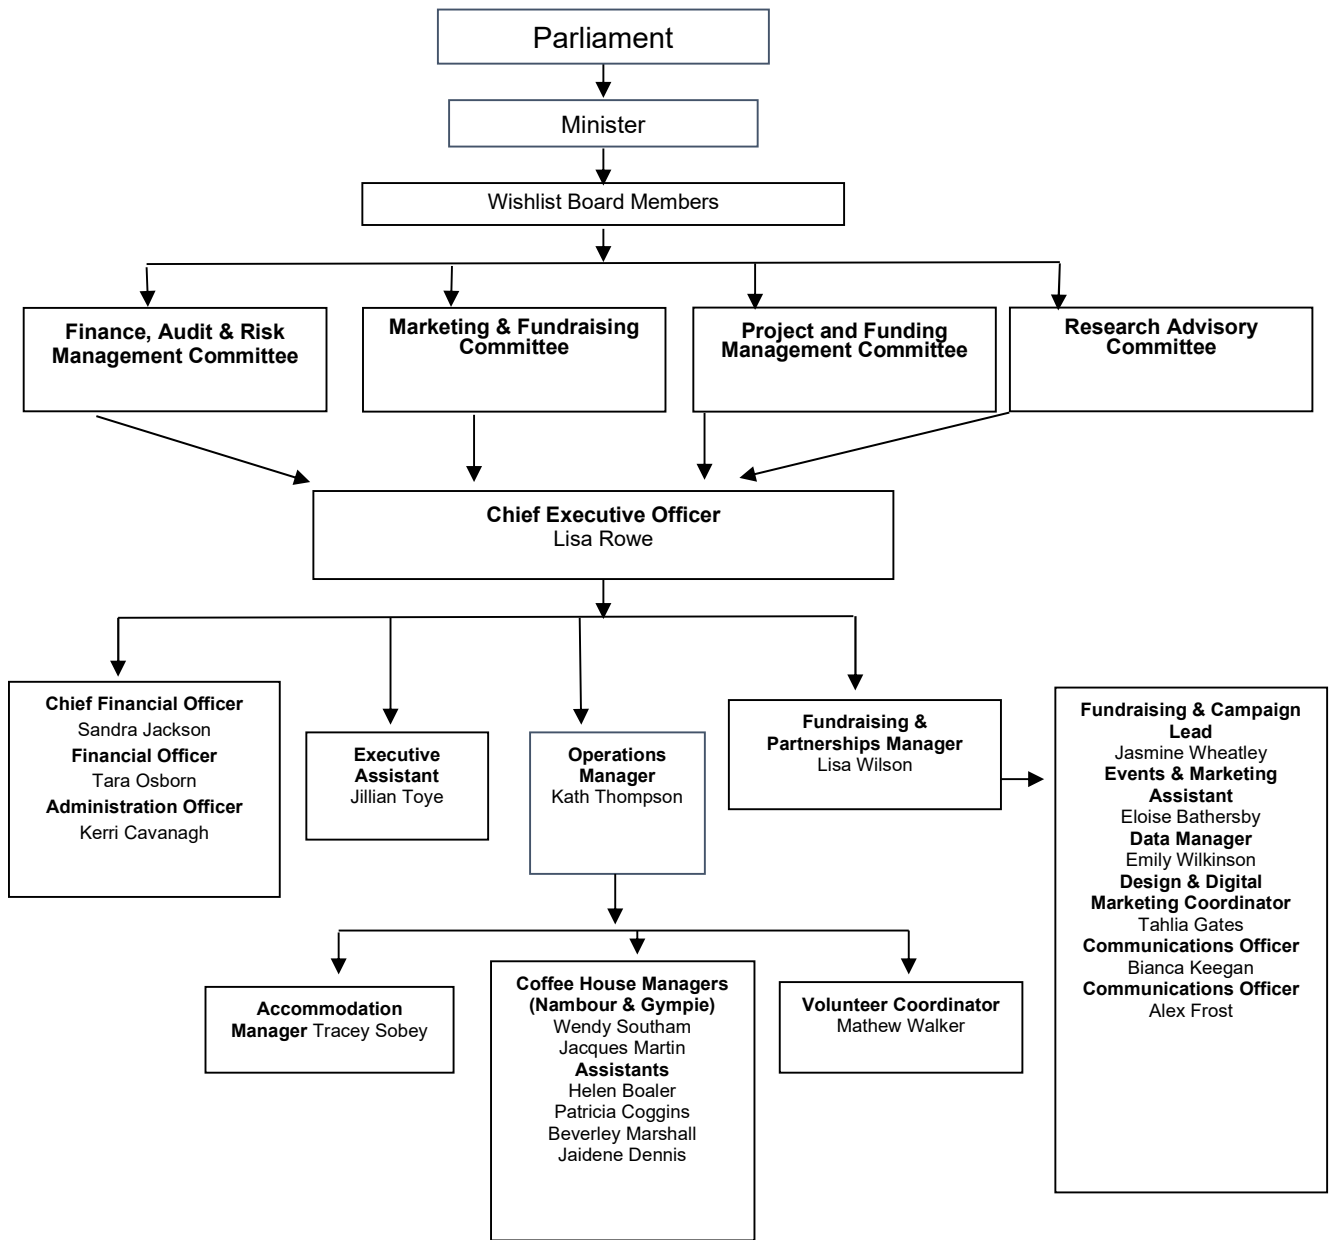 Parliament
Minister
Wishlist Board Members
Finance, Audit & Risk
Management Committee
Marketing & Fundraising
Committee
Project and Funding
Management Committee
Research Advisory
Committee
Chief Executive Officer
Lisa Rowe
Chief Financial Officer
Sandra Jackson
Financial Officer
Tara Osborn
Administration Officer
Kerri Cavanagh
Executive
Assistant
Jillian Toye
Operations
Manager
Kath Thompson
Fundraising &
Partnerships Manager
Lisa Wilson
Fundraising & Campaign
Lead
Jasmine Wheatley
Events & Marketing
Assistant
Eloise Bathersby
Data Manager
Emily Wilkinson
Design & Digital
Marketing Coordinator
Tahlia Gates
Communications Officer
Bianca Keegan
Communications Officer
Alex Frost
Accommodation
Manager Tracey Sobey
Coffee House Managers
(Nambour & Gympie)
Wendy Southam
Jacques Martin
Assistants
Helen Boaler
Patricia Coggins
Beverley Marshall
Jaidene Dennis
Volunteer Coordinator
Mathew Walker